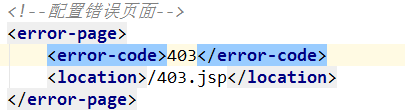 <!--配置错误页面-->
<error-page>
<error-code>403</error-code>
<location>/403.jsp</location>
</error-page>